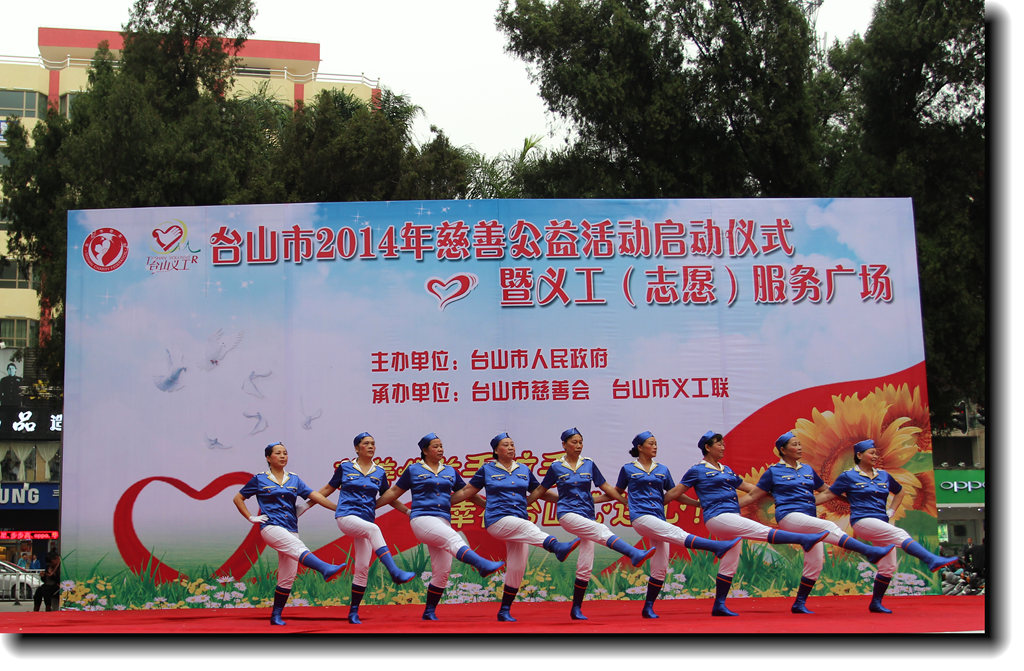 台山市2014年慈善公益活动启动仪式
台山义工
暨义工（志愿）服务广场
主办单位：台山市人民政府
承办单位：台山市慈善会 台山市义工联
品
UNG
oppo